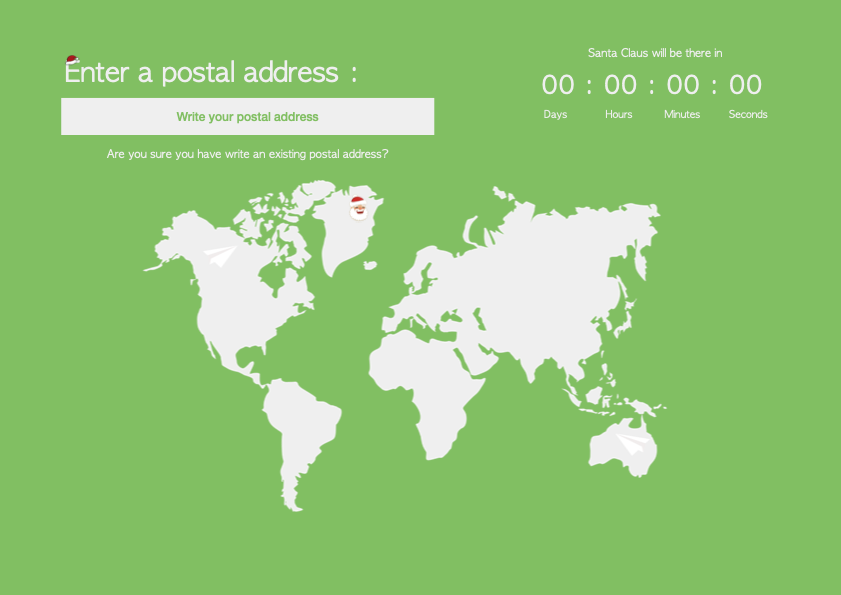 Enter a postal address :
Write your postal address
Are you sure you have write an existing postal address?
Santa Claus will be there in
00 : 00 : 00 : 00
Days Hours Minutes Seconds